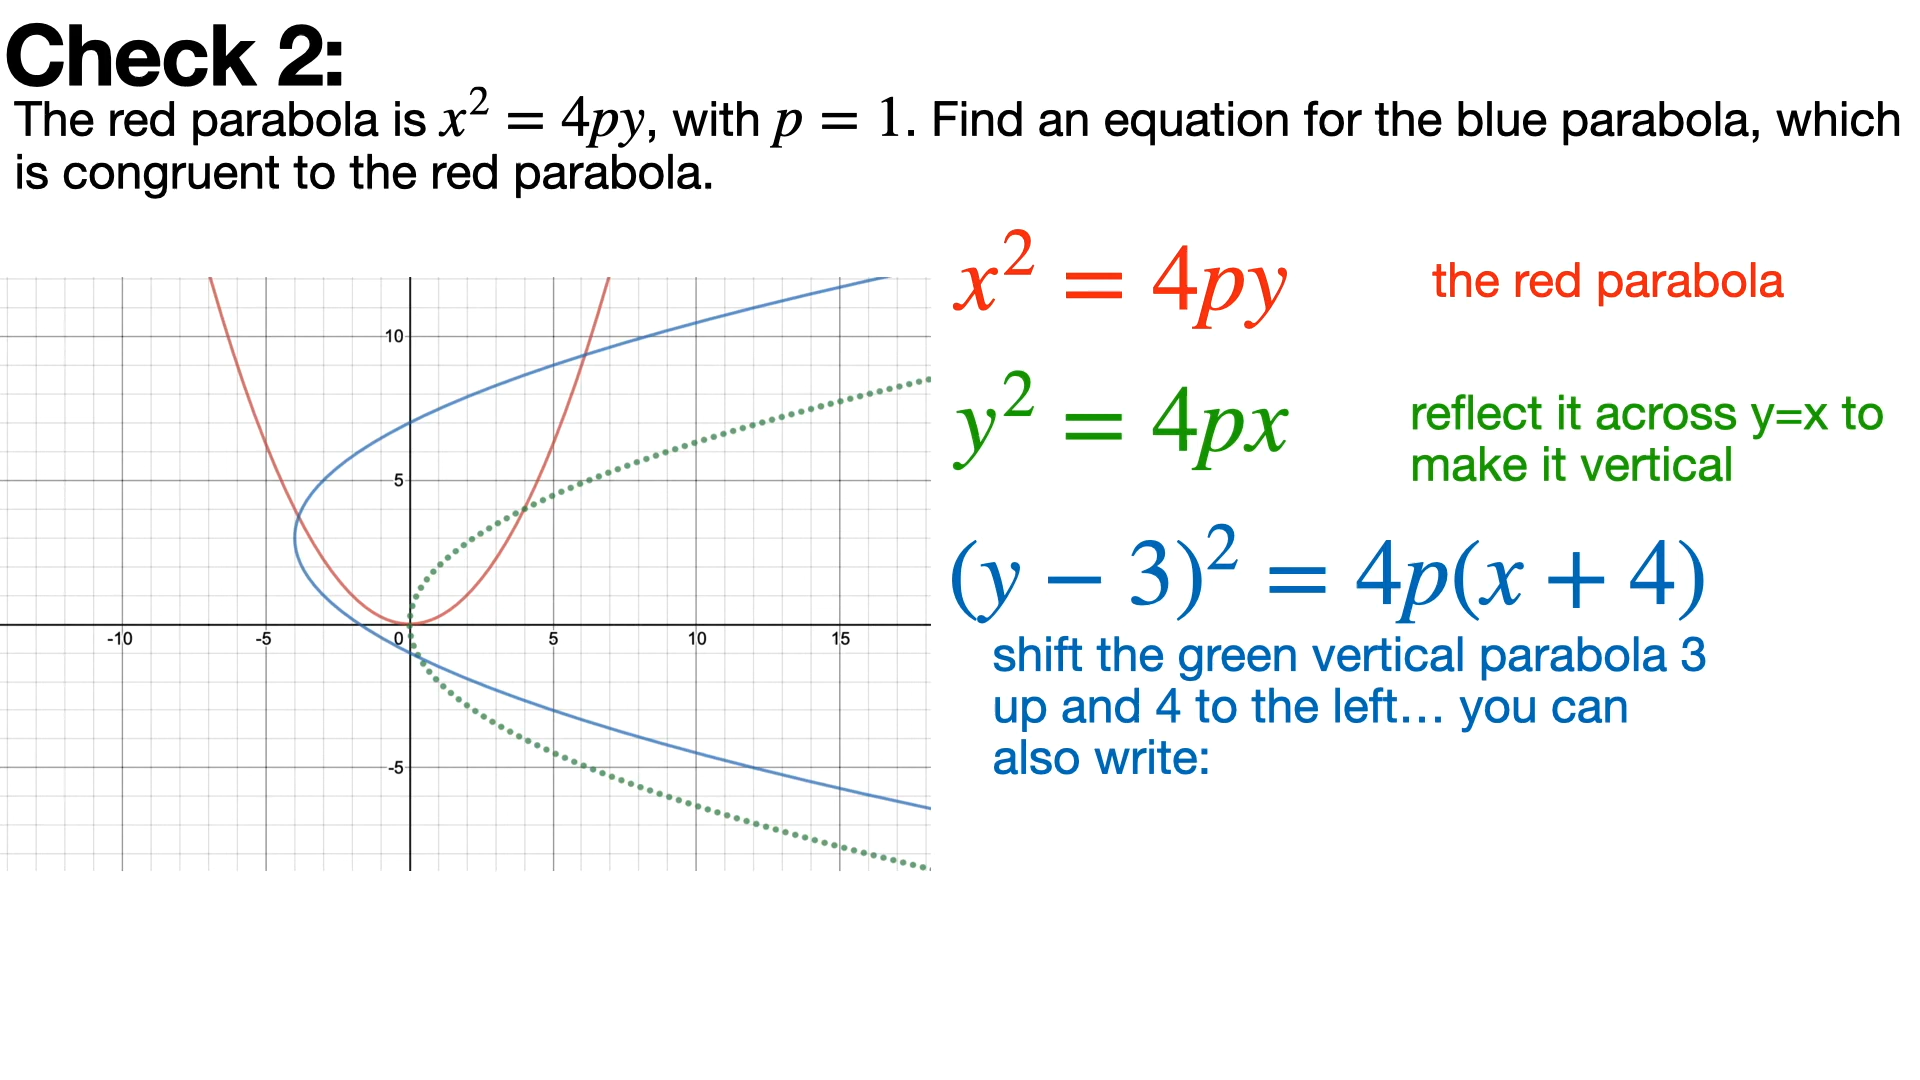 Check 2:
The red parabola is x² = 4py, with p = 1. Find an equation for the blue parabola, which
is congruent to the red parabola.
x² = 4py
the red parabola
y² = 4px
reflect it across y=x to
make it vertical
(y − 3)² = 4p(x + 4)
shift the green vertical parabola 3
up and 4 to the left... you can
also write:
10
5
-10 -5 0 5 10 15
-5